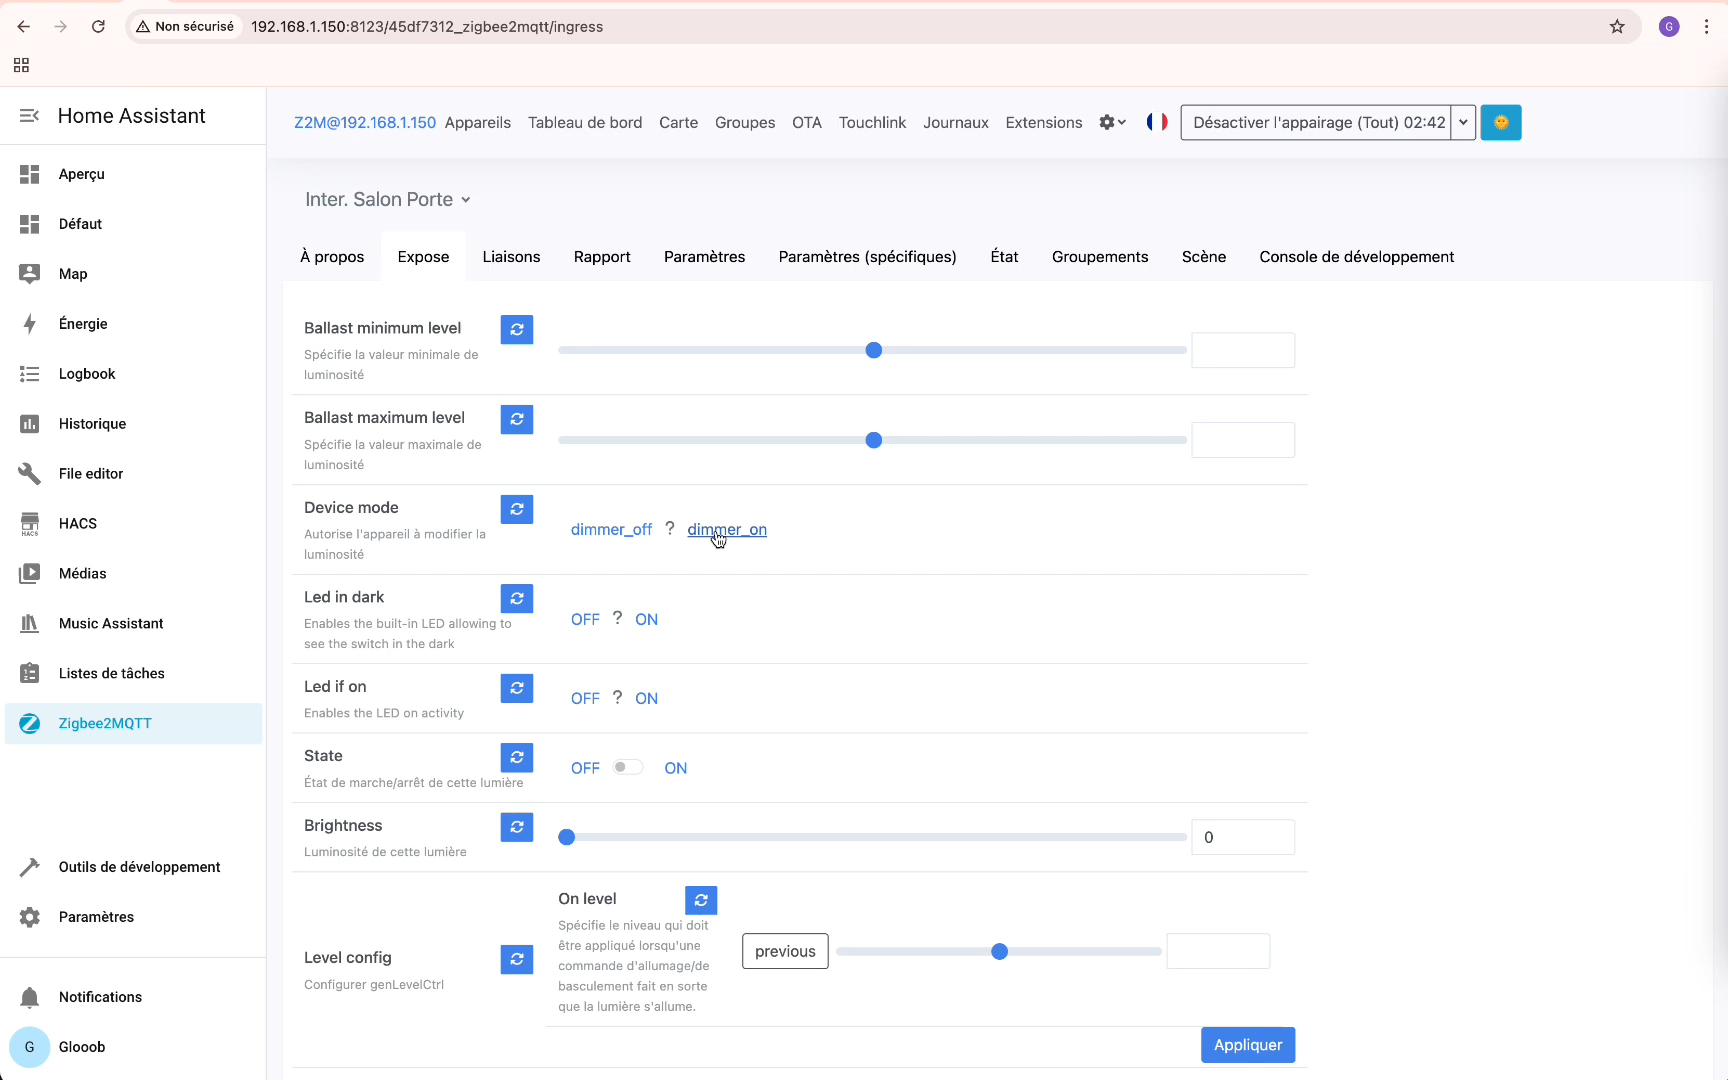 Non sécurisé 192.168.1.150:8123/45df7312_zigbee2mqtt/ingress
G
Home Assistant
Z2M@192.168.1.150 Appareils Tableau de bord Carte Groupes OTA Touchlink Journaux Extensions Désactiver l'appairage (Tout) 02:42
Aperçu
Défaut
Map
Énergie
Logbook
Historique
File editor
HACS
HACS
Médias
Music Assistant
Listes de tâches
Zigbee2MQTT
Outils de développement
Paramètres
Notifications
G Glooob
Inter. Salon Porte
À propos Expose Liaisons Rapport Paramètres Paramètres (spécifiques) État Groupements Scène Console de développement
Ballast minimum level
Spécifie la valeur minimale de
luminosité
Ballast maximum level
Spécifie la valeur maximale de
luminosité
Device mode
Autorise l'appareil à modifier la
luminosité
dimmer_off ? dimmer_on
Led in dark
Enables the built-in LED allowing to
see the switch in the dark
OFF ? ON
Led if on
Enables the LED on activity
OFF ? ON
State
État de marche/arrêt de cette lumière
OFF ON
Brightness
Luminosité de cette lumière
0
Level config
Configurer genLevelCtrl
On level
Spécifie le niveau qui doit
être appliqué lorsqu'une
commande d'allumage/de
basculement fait en sorte
que la lumière s'allume.
previous
Appliquer